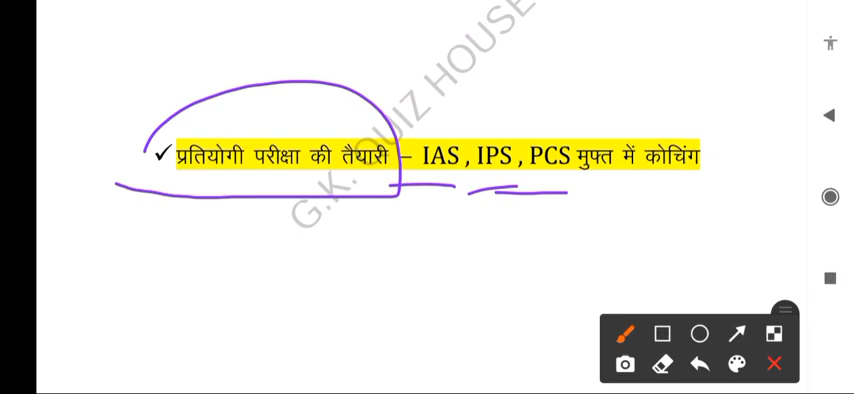 ✓ प्रतियोगी परीक्षा की तैयारी – IAS , IPS , PCS मुफ्त में कोचिंग
G.K. QUIZ HOUSE